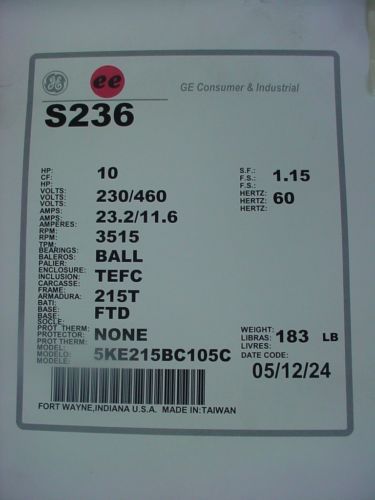 ee
GE Consumer & Industrial
S236
HP:
CF:
HP:
10
S.F.:
F.S.:
F.S.:
1.15
VOLTS:
VOLTS:
VOLTS:
230/460
HERTZ:
HERTZ:
HERTZ:
60
AMPS:
AMPS:
AMPERES:
23.2/11.6
RPM:
RPM:
TPM:
3515
BEARINGS:
BALEROS:
PALIER:
BALL
ENCLOSURE:
INCLUSION:
CARCASSE:
TEFC
FRAME:
ARMADURA:
BATI:
215T
BASE:
BASE:
SOCLE:
FTD
PROT THERM:
PROTECTOR:
PROT THERM:
NONE
WEIGHT:
LIBRAS:
LIVRES:
183 LB
MODEL:
MODELO:
MODELE:
5KE215BC105C
DATE CODE:
05/12/24
FORT WAYNE,INDIANA U.S.A. MADE IN:TAIWAN